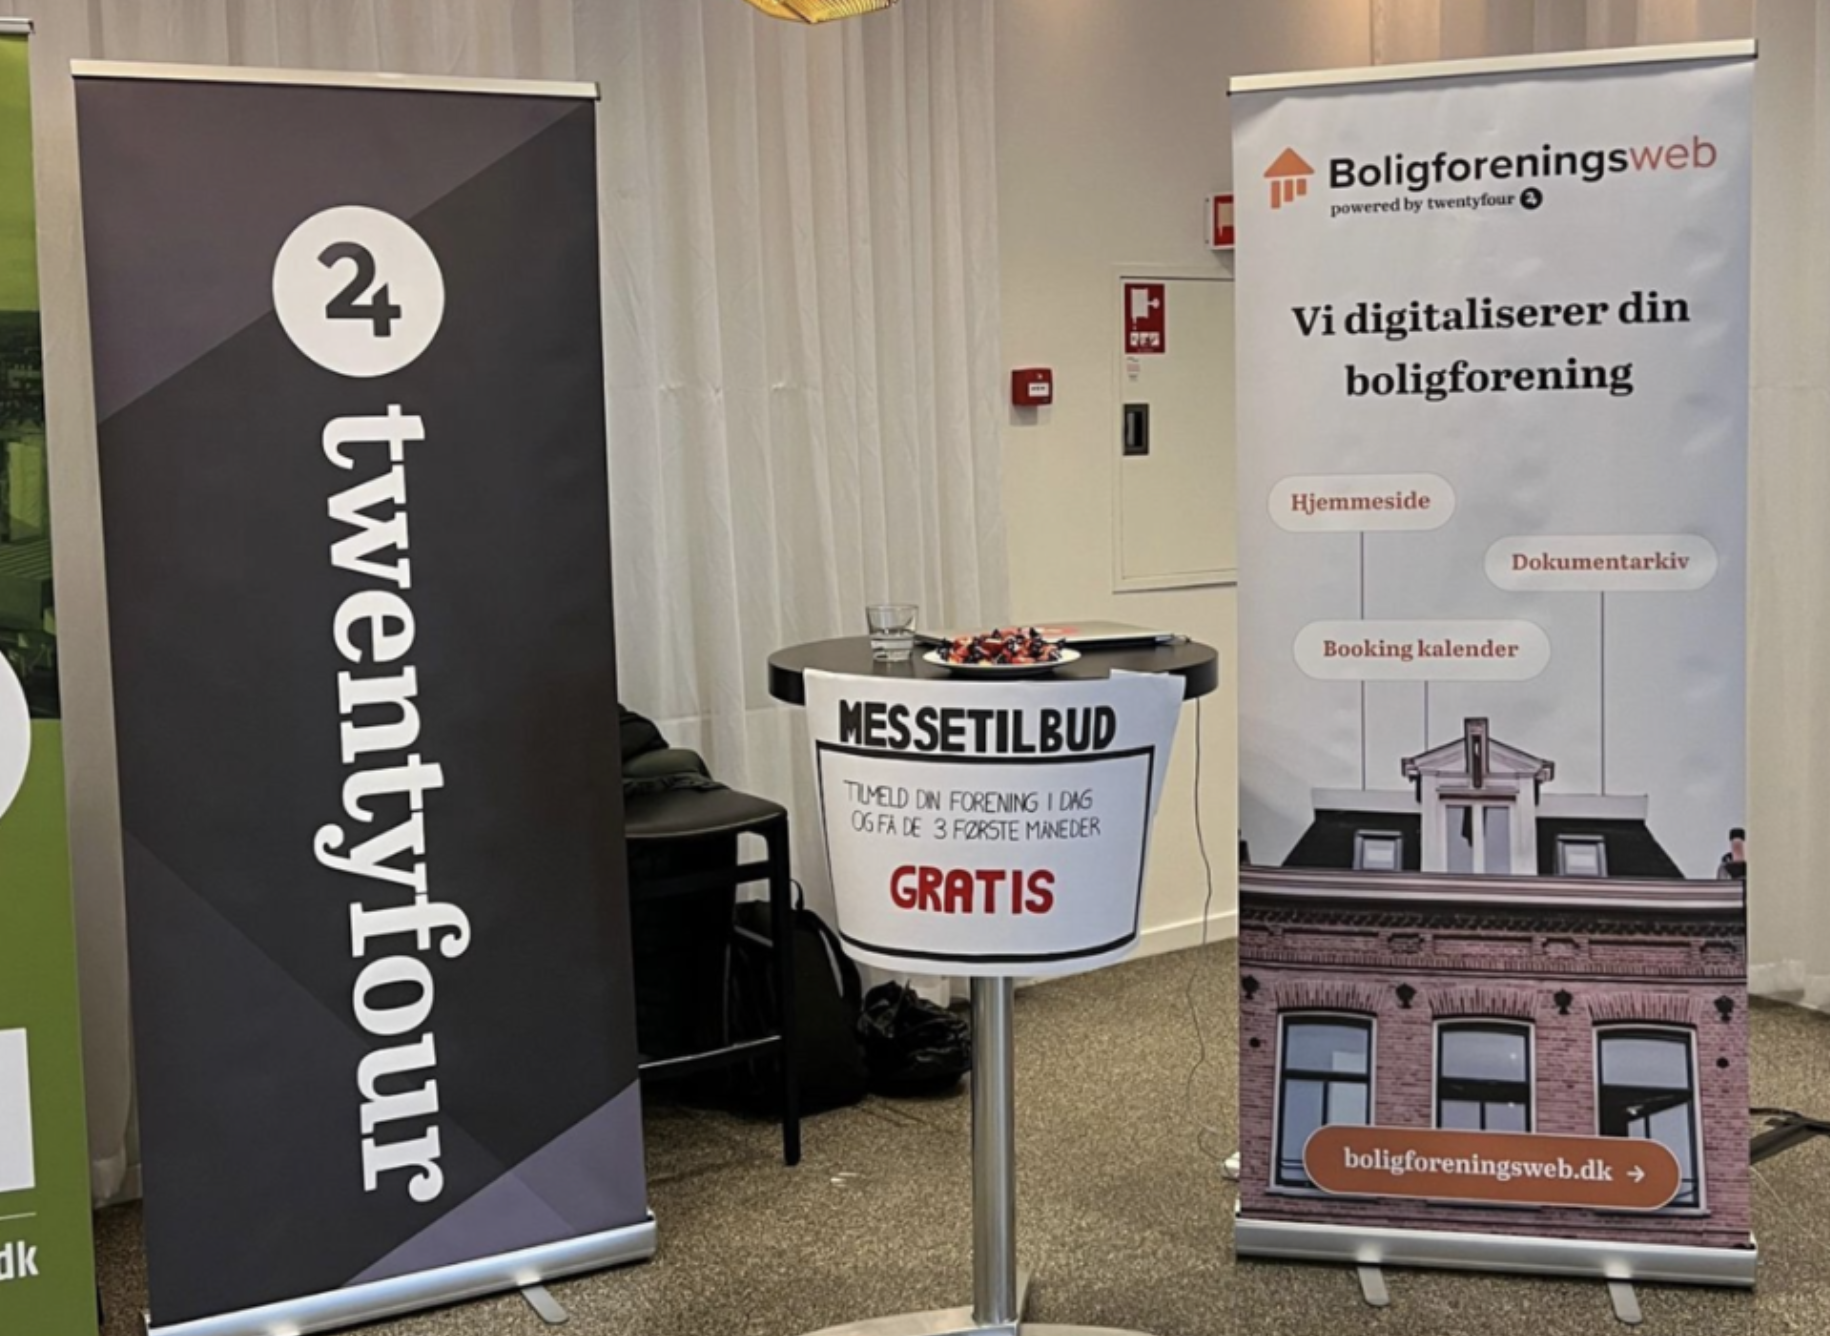 24
twentyfour
MESSETILBUD
TILMELD DIN FORENING I DAG
OG FÅ DE 3 FØRSTE MÅNEDER
GRATIS
Boligforeningsweb
powered by twentyfour 24
Vi digitaliserer din
boligforening
Hjemmeside
Dokumentarkiv
Booking kalender
boligforeningsweb.dk →
dk